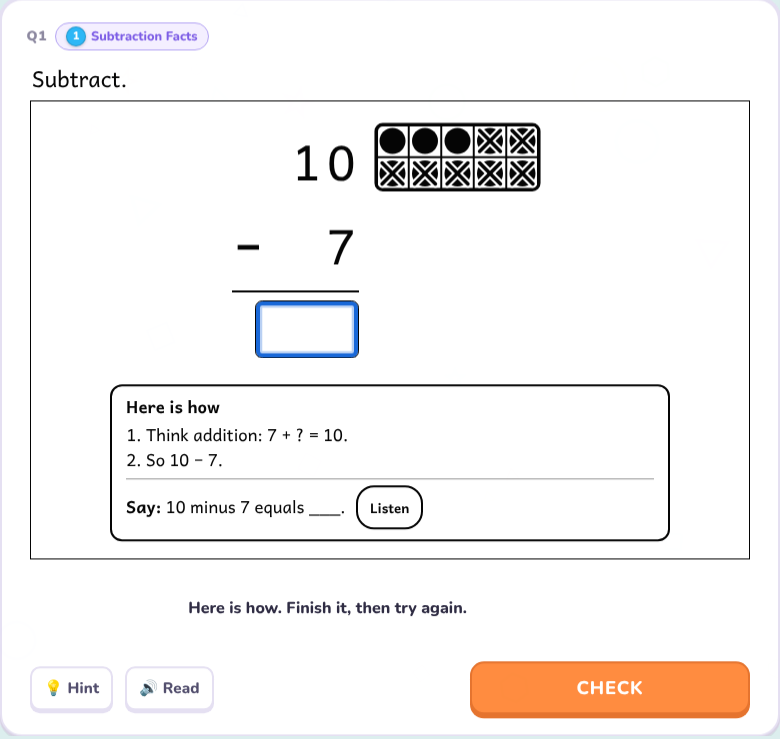 Q1 1 Subtraction Facts
Subtract.
10
− 7
Here is how
1. Think addition: 7 + ? = 10.
2. So 10 − 7.
Say: 10 minus 7 equals ____. Listen
Here is how. Finish it, then try again.
Hint Read CHECK